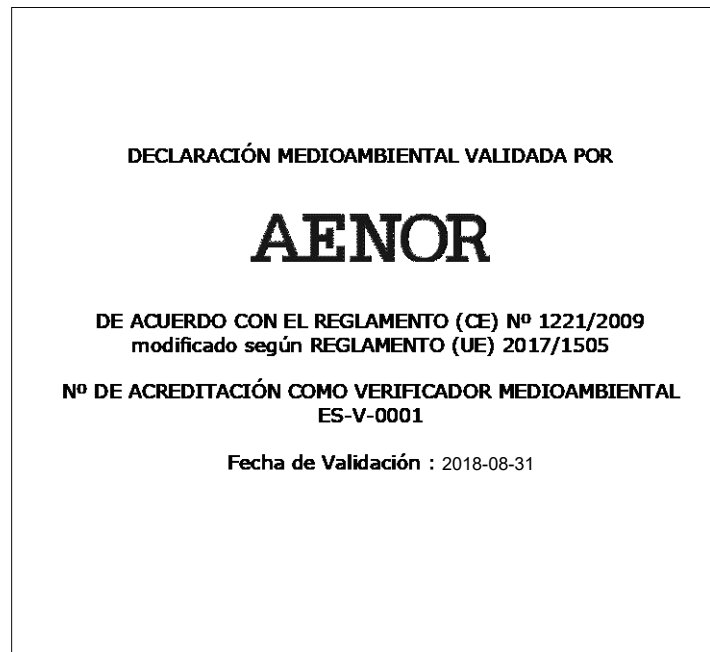 DECLARACIÓN MEDIOAMBIENTAL VALIDADA POR
AENOR
DE ACUERDO CON EL REGLAMENTO (CE) Nº 1221/2009
modificado según REGLAMENTO (UE) 2017/1505
Nº DE ACREDITACIÓN COMO VERIFICADOR MEDIOAMBIENTAL
ES-V-0001
Fecha de Validación : 2018-08-31